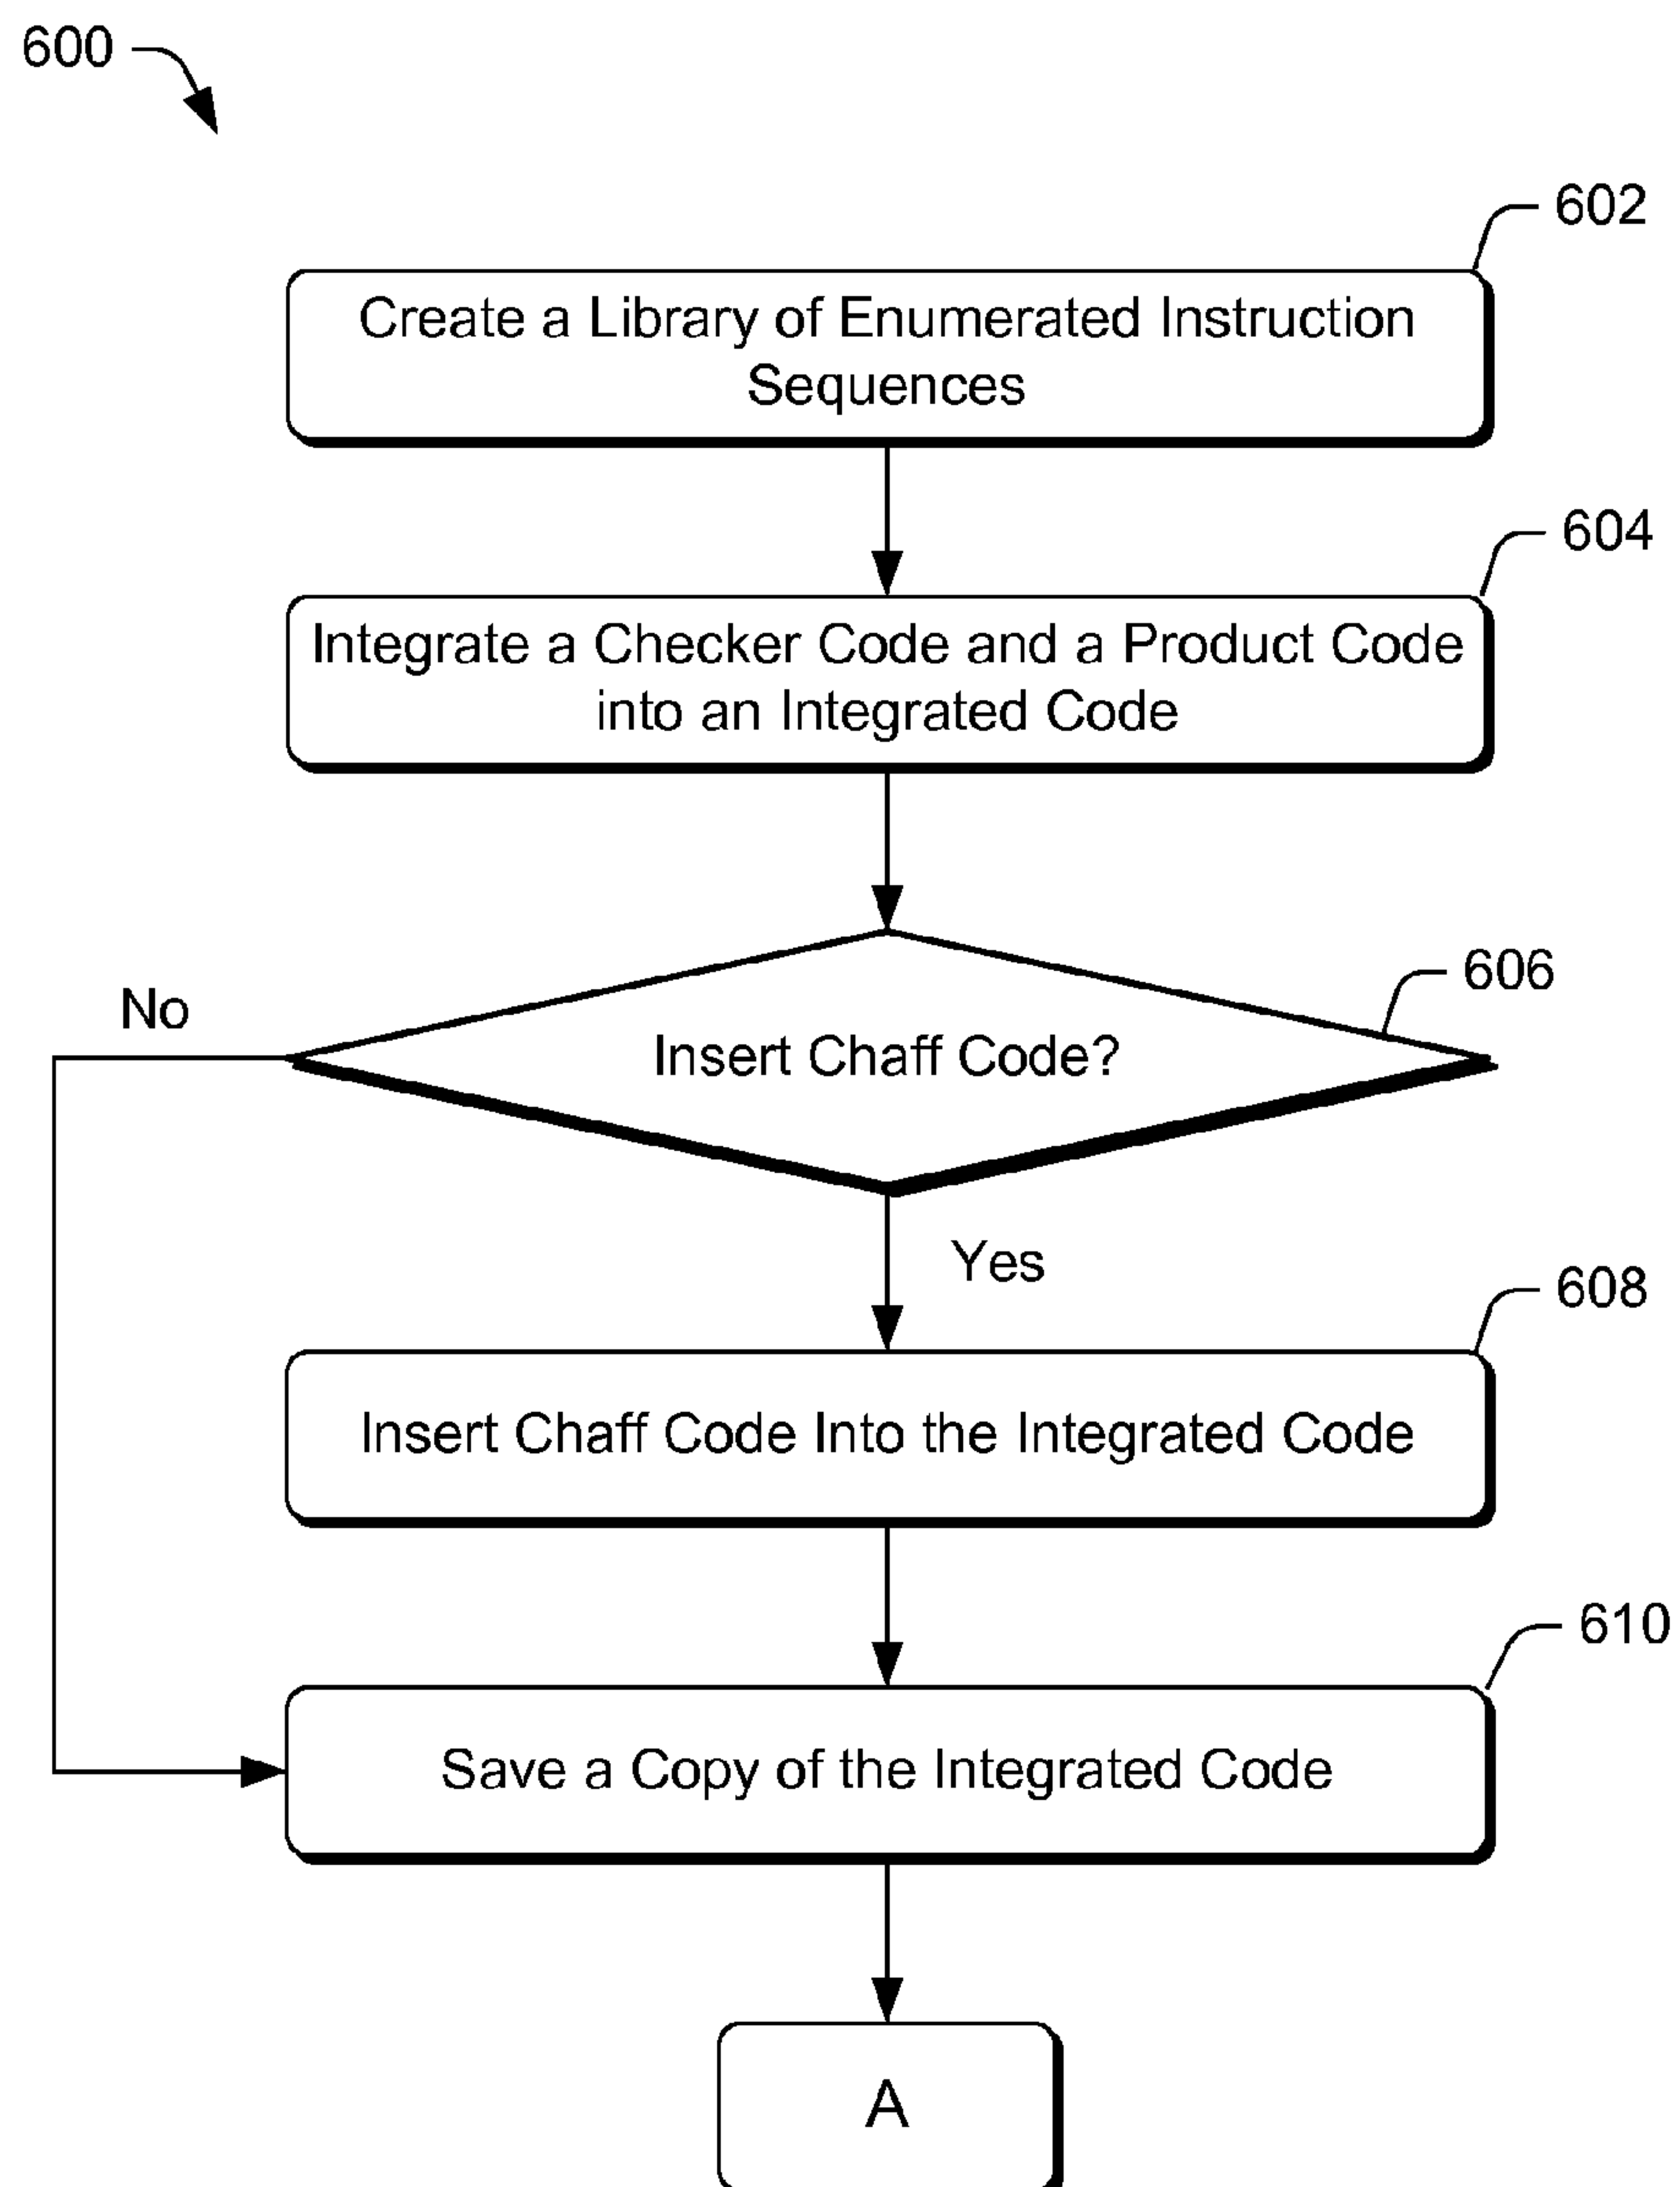 600
602
Create a Library of Enumerated Instruction
Sequences
604
Integrate a Checker Code and a Product Code
into an Integrated Code
606
No
Insert Chaff Code?
Yes
608
Insert Chaff Code Into the Integrated Code
610
Save a Copy of the Integrated Code
A